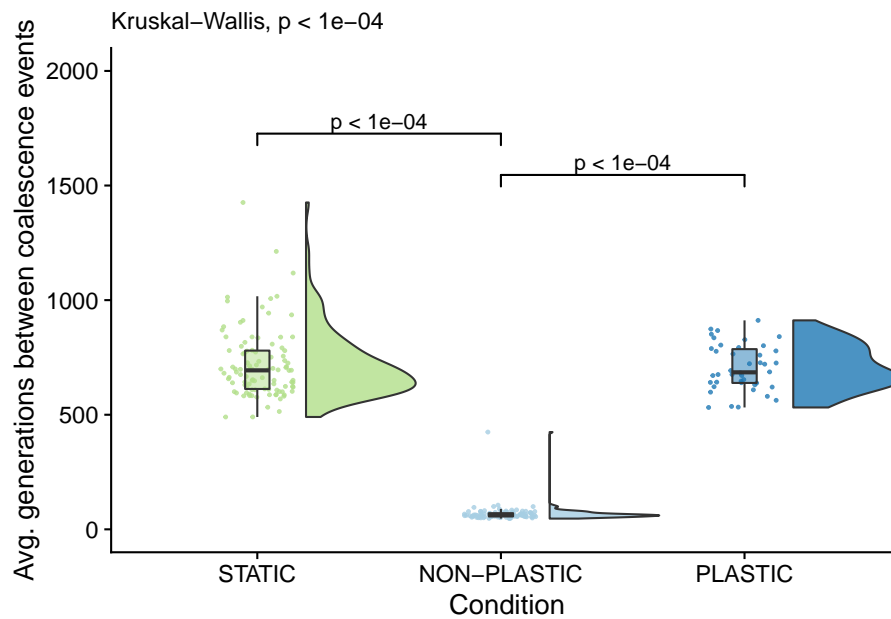 Kruskal−Wallis, p < 1e−04
Avg. generations between coalescence events
2000
1500
1000
500
0
p < 1e−04
p < 1e−04
STATIC
NON−PLASTIC
PLASTIC
Condition